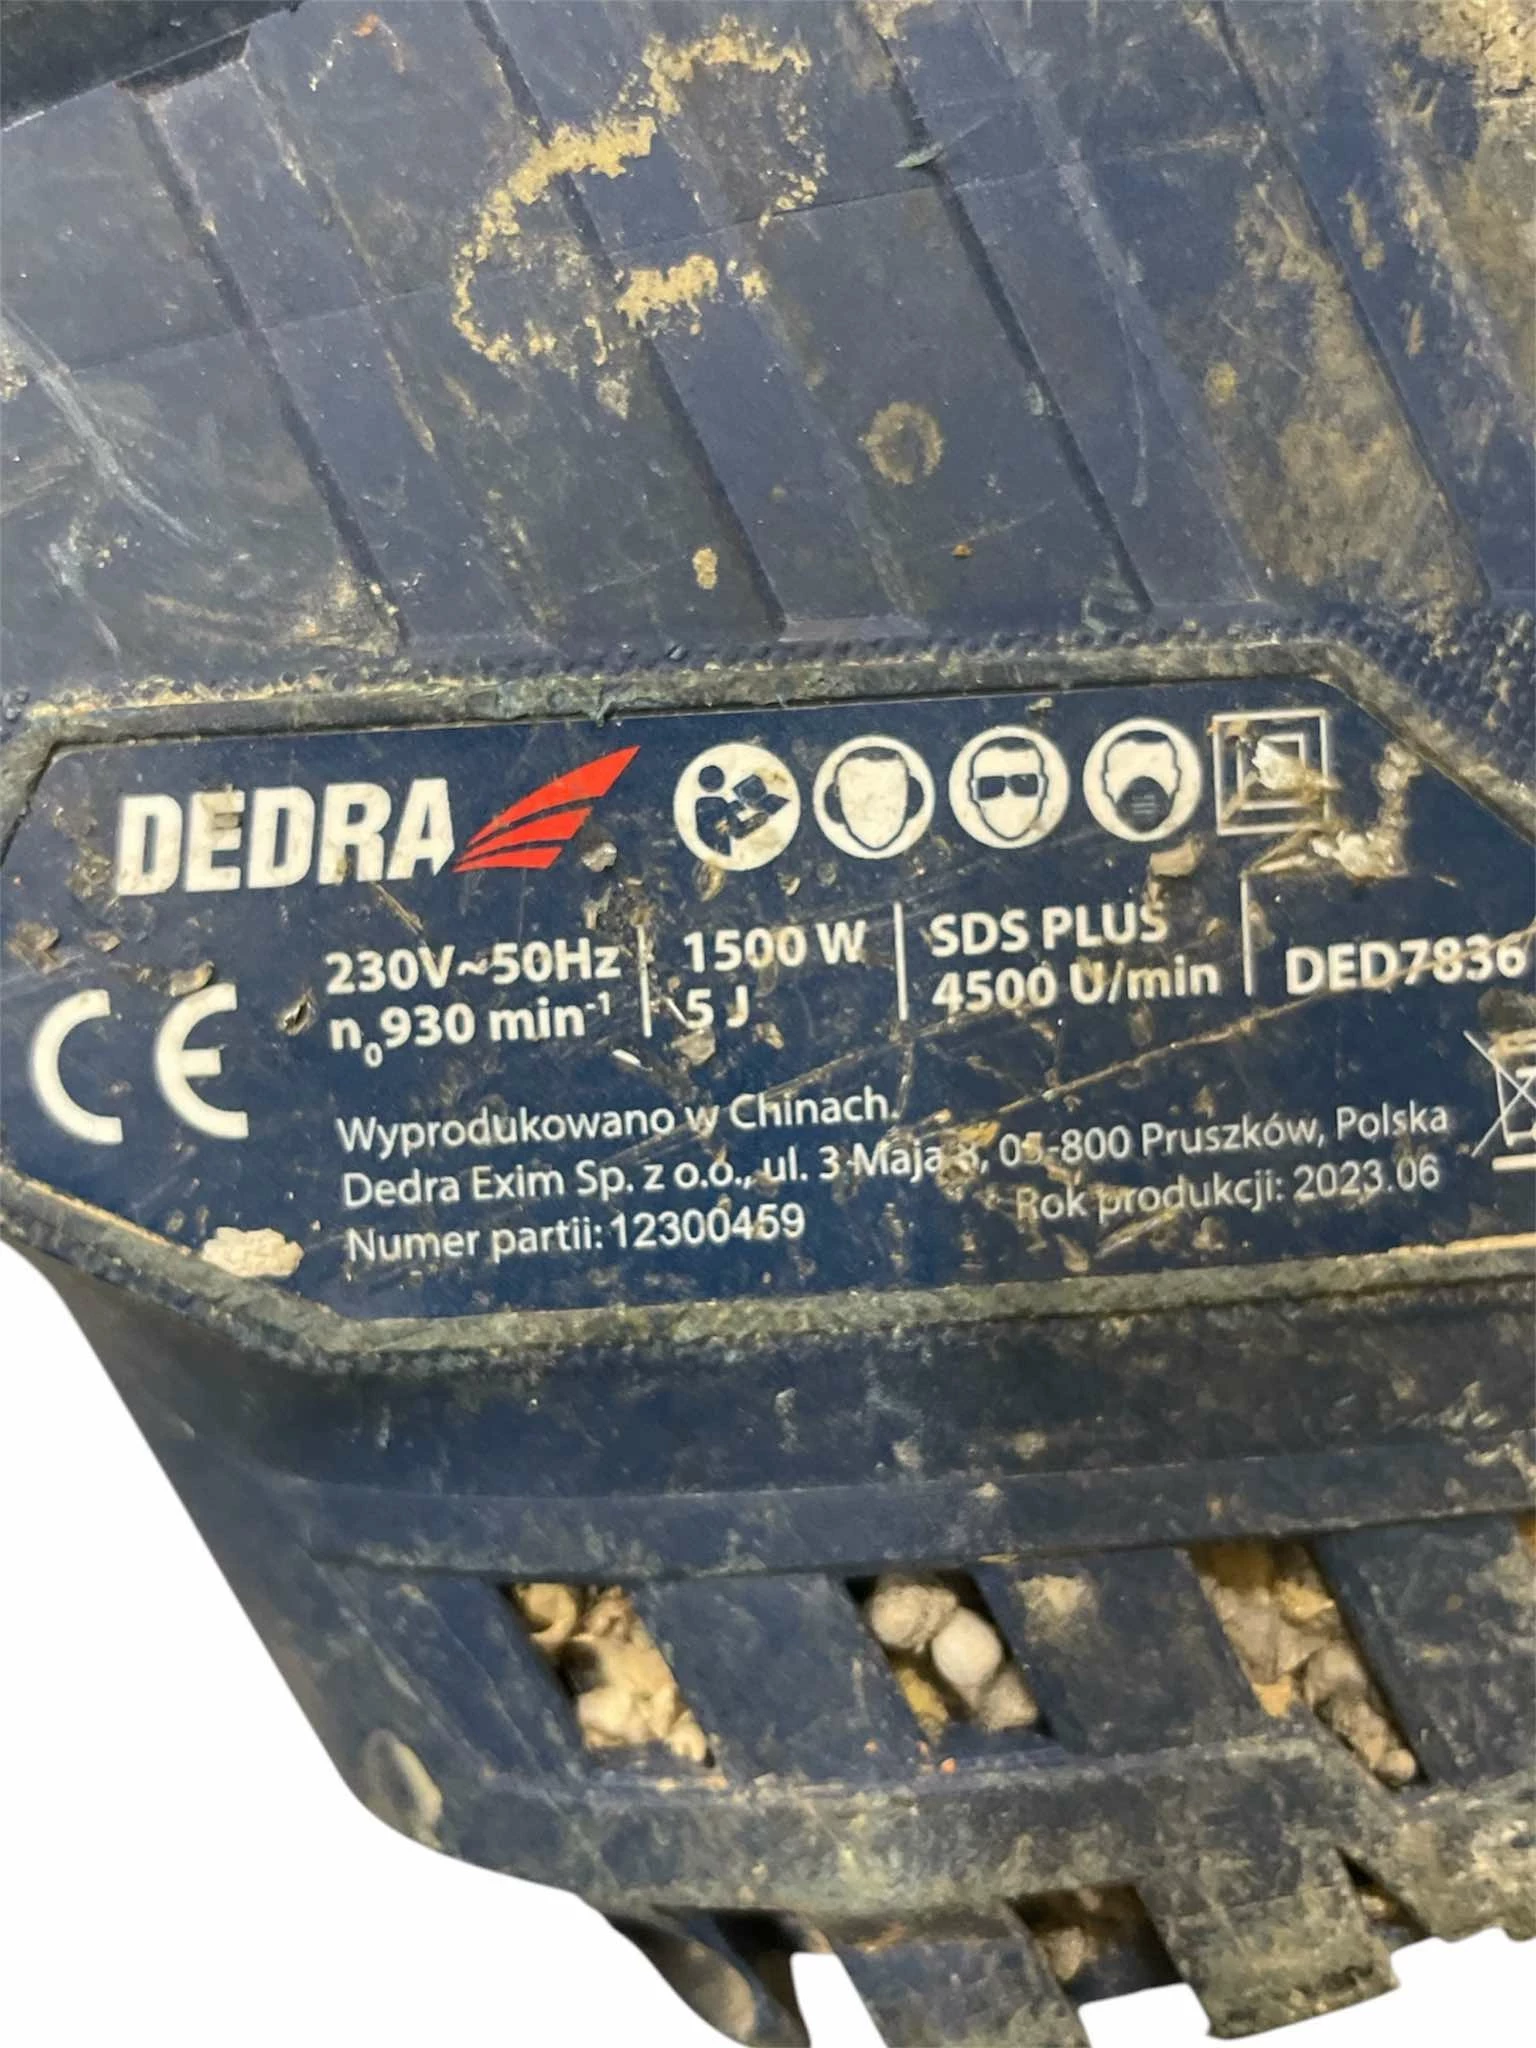 DEDRA
230V~50Hz | 1500 W | SDS PLUS | DED7836
n₀930 min⁻¹ | 5 J | 4500 U/min
CE
Wyprodukowano w Chinach.
Dedra Exim Sp. z o.o., ul. 3 Maja 8, 05-800 Pruszków, Polska
Numer partii: 12300459 Rok produkcji: 2023.06